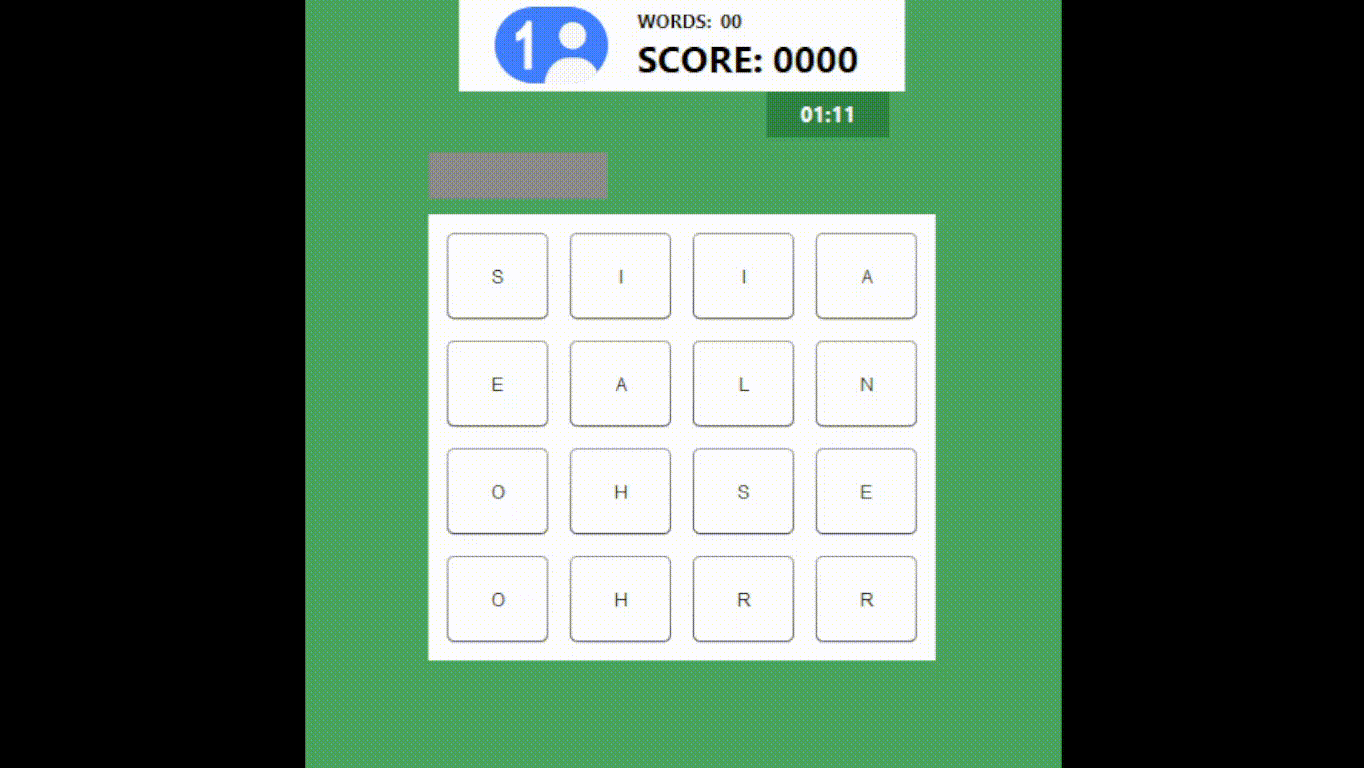 1
WORDS: 00
SCORE: 0000
01:11
S I I A
E A L N
O H S E
O H R R